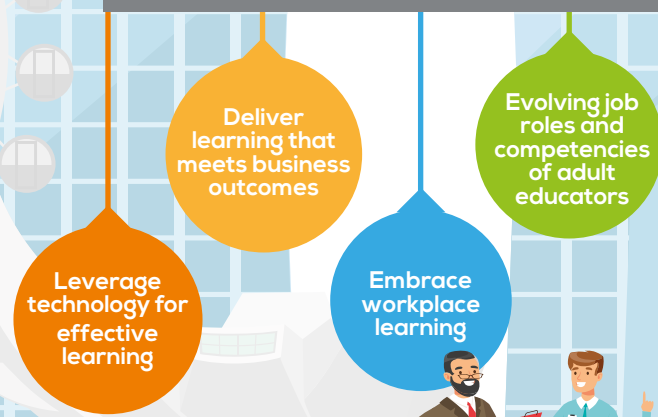 Leverage
technology for
effective
learning
Deliver
learning that
meets business
outcomes
Embrace
workplace
learning
Evolving job
roles and
competencies
of adult
educators